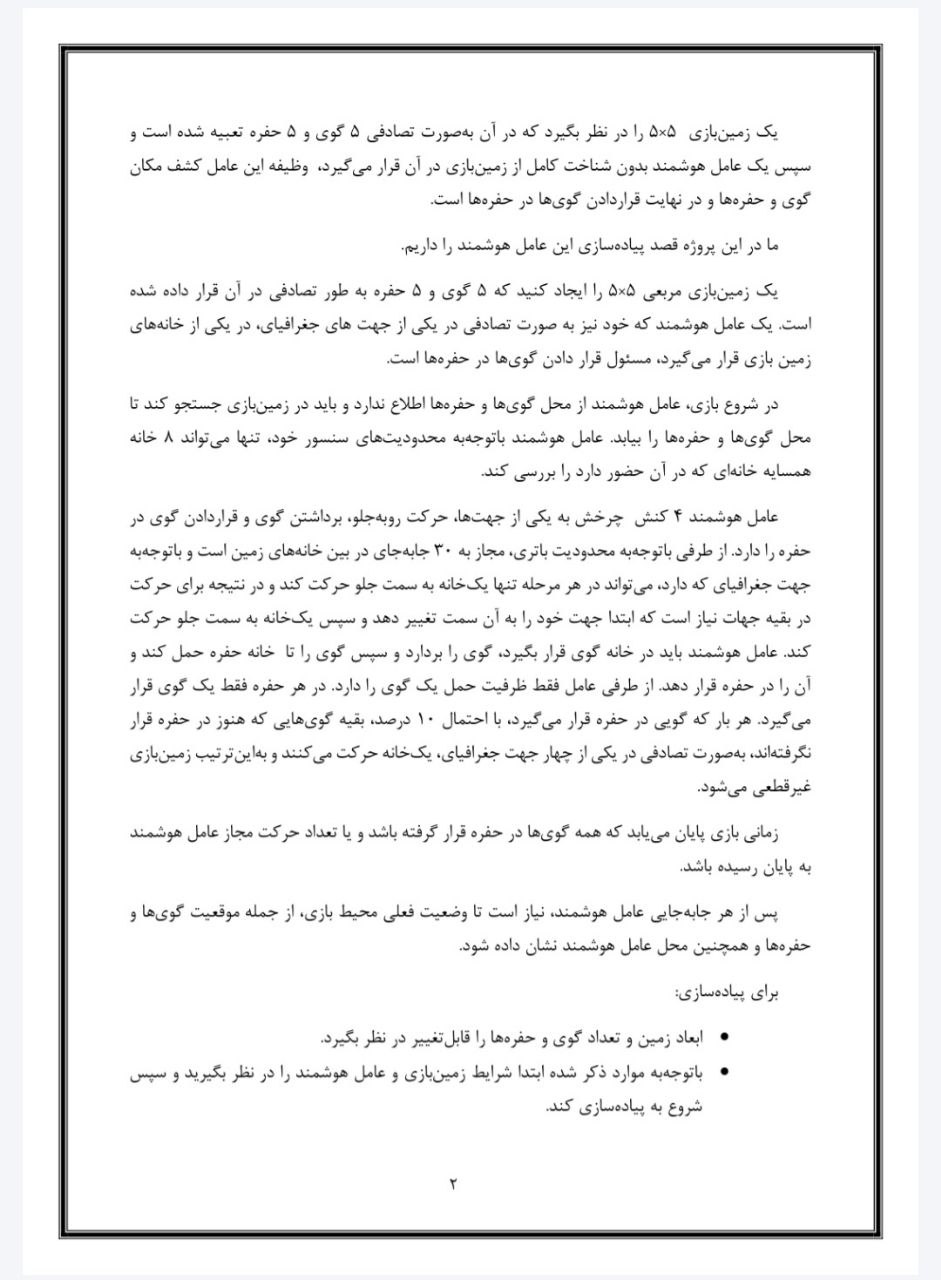 یک زمین‌بازی ۵×۵ را در نظر بگیرد که در آن به‌صورت تصادفی ۵ گوی و ۵ حفره تعبیه شده است و
سپس یک عامل هوشمند بدون شناخت کامل از زمین‌بازی در آن قرار می‌گیرد، وظیفه این عامل کشف مکان
گوی و حفره‌ها و در نهایت قراردادن گوی‌ها در حفره‌ها است.
ما در این پروژه قصد پیاده‌سازی این عامل هوشمند را داریم.
یک زمین‌بازی مربعی ۵×۵ را ایجاد کنید که ۵ گوی و ۵ حفره به طور تصادفی در آن قرار داده شده
است. یک عامل هوشمند که خود نیز به صورت تصادفی در یکی از جهت های جغرافیای، در یکی از خانه‌های
زمین بازی قرار می‌گیرد، مسئول قرار دادن گوی‌ها در حفره‌ها است.
در شروع بازی، عامل هوشمند از محل گوی‌ها و حفره‌ها اطلاع ندارد و باید در زمین‌بازی جستجو کند تا
محل گوی‌ها و حفره‌ها را بیابد. عامل هوشمند باتوجه‌به محدودیت‌های سنسور خود، تنها می‌تواند ۸ خانه
همسایه خانه‌ای که در آن حضور دارد را بررسی کند.
عامل هوشمند ۴ کنش چرخش به یکی از جهت‌ها، حرکت روبه‌جلو، برداشتن گوی و قراردادن گوی در
حفره را دارد. از طرفی باتوجه‌به محدودیت باتری، مجاز به ۳۰ جابه‌جای در بین خانه‌های زمین است و باتوجه‌به
جهت جغرافیای که دارد، می‌تواند در هر مرحله تنها یک‌خانه به سمت جلو حرکت کند و در نتیجه برای حرکت
در بقیه جهات نیاز است که ابتدا جهت خود را به آن سمت تغییر دهد و سپس یک‌خانه به سمت جلو حرکت
کند. عامل هوشمند باید در خانه گوی قرار بگیرد، گوی را بردارد و سپس گوی را تا خانه حفره حمل کند و
آن را در حفره قرار دهد. از طرفی عامل فقط ظرفیت حمل یک گوی را دارد. در هر حفره فقط یک گوی قرار
می‌گیرد. هر بار که گویی در حفره قرار می‌گیرد، با احتمال ۱۰ درصد، بقیه گوی‌هایی که هنوز در حفره قرار
نگرفته‌اند، به‌صورت تصادفی در یکی از چهار جهت جغرافیای، یک‌خانه حرکت می‌کنند و به‌این‌ترتیب زمین‌بازی
غیرقطعی می‌شود.
زمانی بازی پایان می‌یابد که همه گوی‌ها در حفره قرار گرفته باشد و یا تعداد حرکت مجاز عامل هوشمند
به پایان رسیده باشد.
پس از هر جابه‌جایی عامل هوشمند، نیاز است تا وضعیت فعلی محیط بازی، از جمله موقعیت گوی‌ها و
حفره‌ها و همچنین محل عامل هوشمند نشان داده شود.
برای پیاده‌سازی:
• ابعاد زمین و تعداد گوی و حفره‌ها را قابل‌تغییر در نظر بگیرد.
• باتوجه‌به موارد ذکر شده ابتدا شرایط زمین‌بازی و عامل هوشمند را در نظر بگیرید و سپس
شروع به پیاده‌سازی کند.
۲